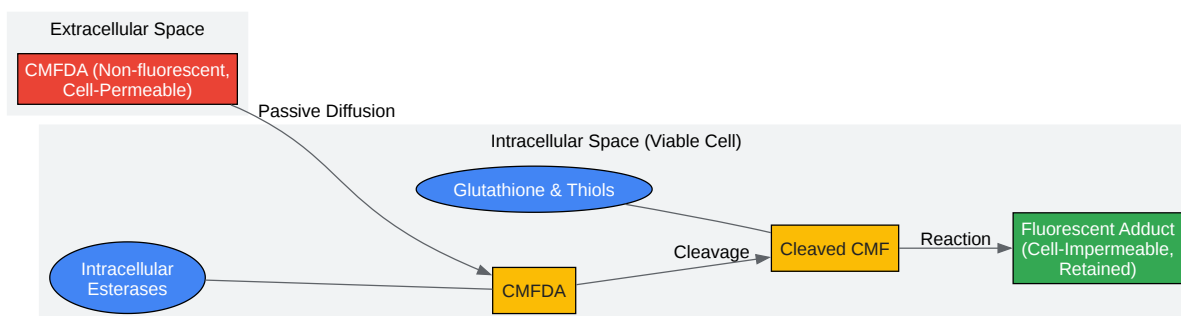 Extracellular Space
CMFDA (Non-fluorescent,
Cell-Permeable)
Passive Diffusion
Intracellular Space (Viable Cell)
Glutathione & Thiols
Intracellular
Esterases
CMFDA
Cleavage
Cleaved CMF
Reaction
Fluorescent Adduct
(Cell-Impermeable,
Retained)